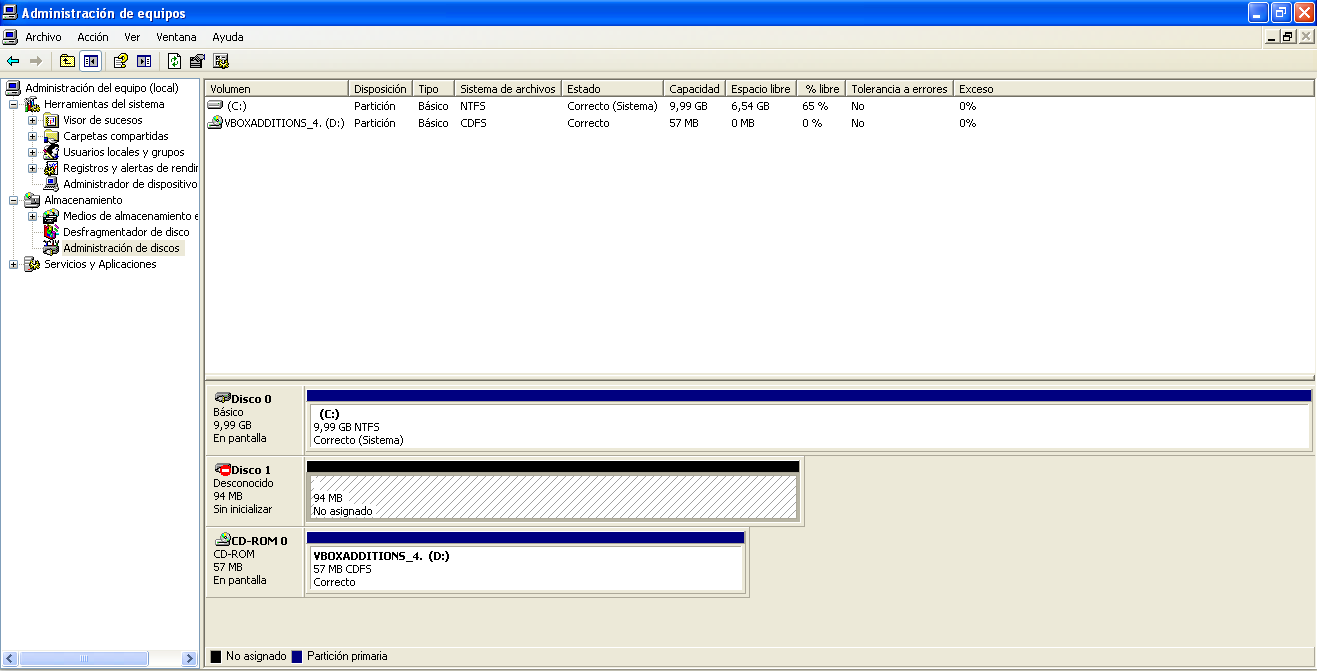 Administración de equipos
Archivo Acción Ver Ventana Ayuda
Administración del equipo (local)
Herramientas del sistema
Visor de sucesos
Carpetas compartidas
Usuarios locales y grupos
Registros y alertas de rendir
Administrador de dispositivo
Almacenamiento
Medios de almacenamiento e
Desfragmentador de disco
Administración de discos
Servicios y Aplicaciones
Volumen Disposición Tipo Sistema de archivos Estado Capacidad Espacio libre % libre Tolerancia a errores Exceso
(C:) Partición Básico NTFS Correcto (Sistema) 9,99 GB 6,54 GB 65 % No 0%
VBOXADDITIONS_4. (D:) Partición Básico CDFS Correcto 57 MB 0 MB 0 % No 0%
Disco 0
Básico
9,99 GB
En pantalla
(C:)
9,99 GB NTFS
Correcto (Sistema)
Disco 1
Desconocido
94 MB
Sin inicializar
94 MB
No asignado
CD-ROM 0
CD-ROM
57 MB
En pantalla
VBOXADDITIONS_4. (D:)
57 MB CDFS
Correcto
No asignado Partición primaria